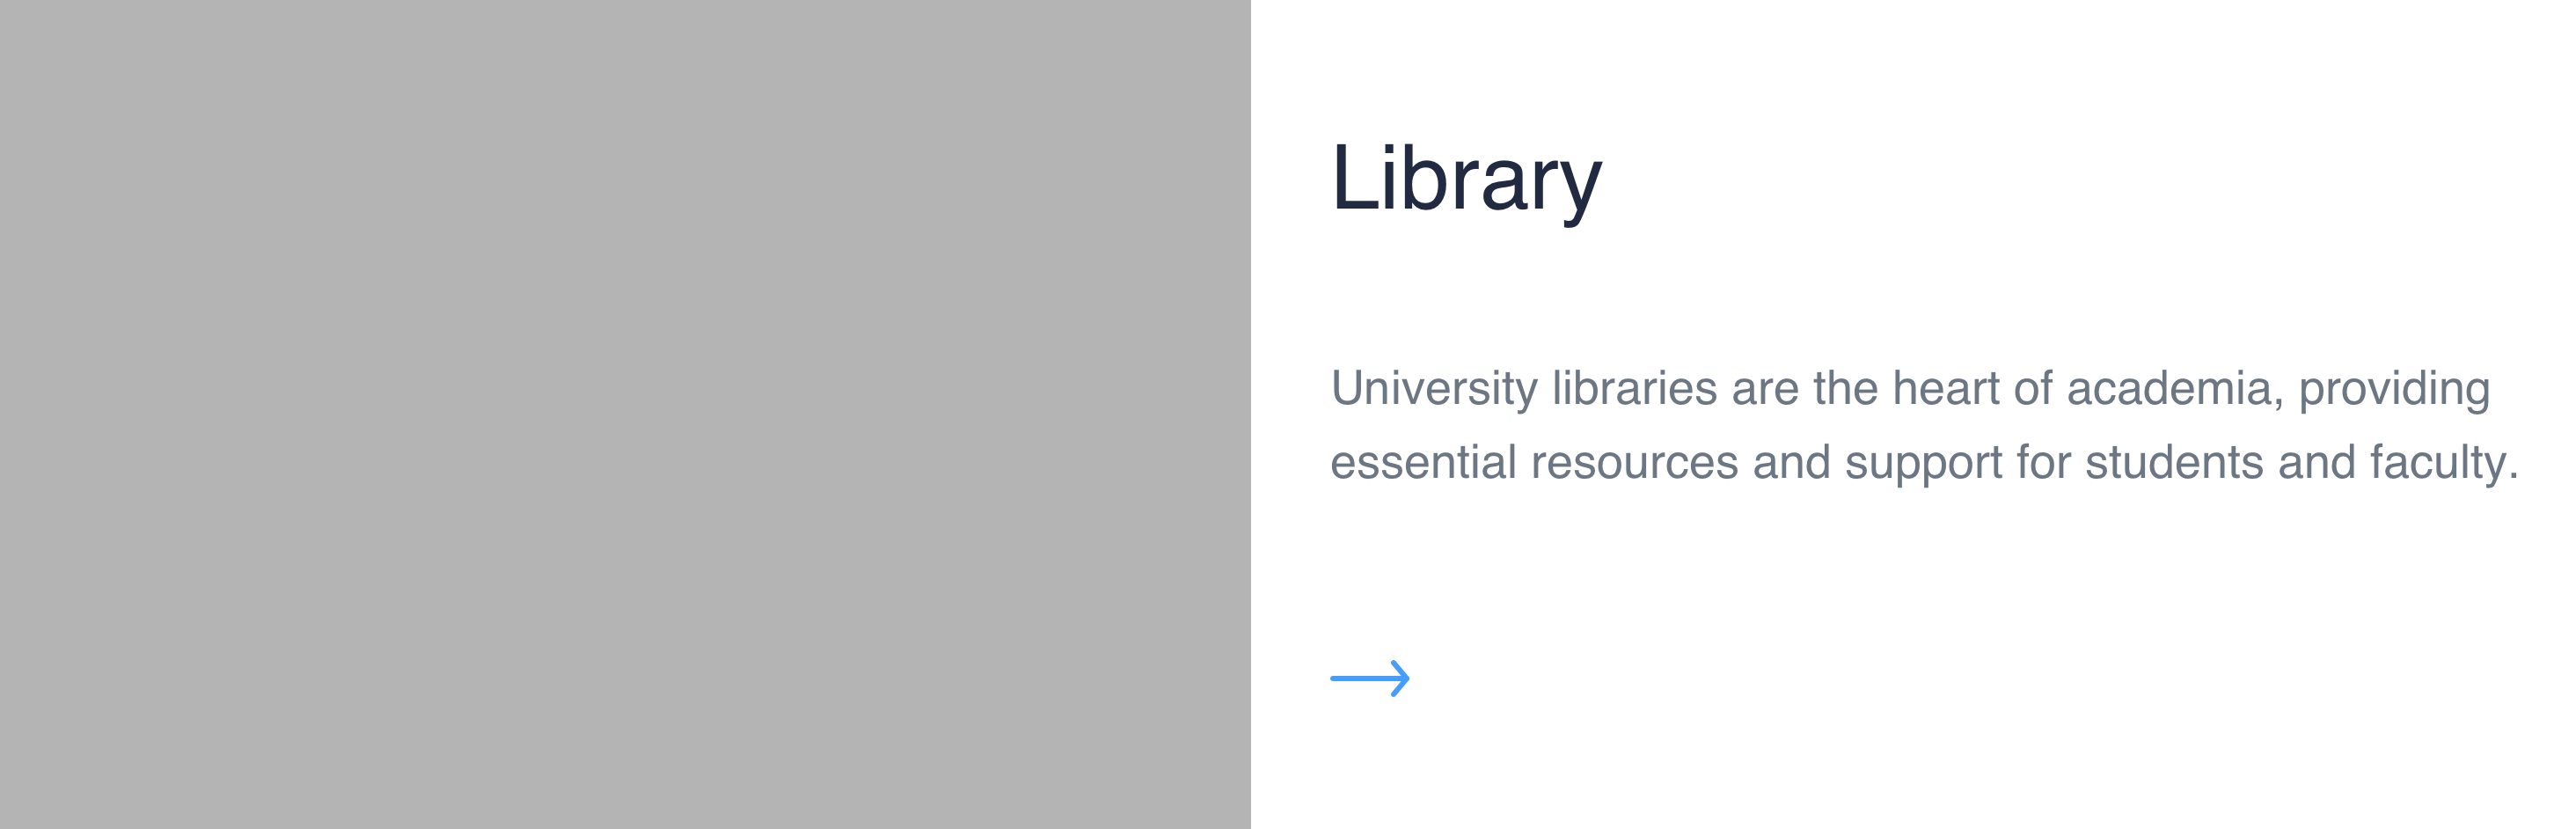 Library
University libraries are the heart of academia, providing
essential resources and support for students and faculty.